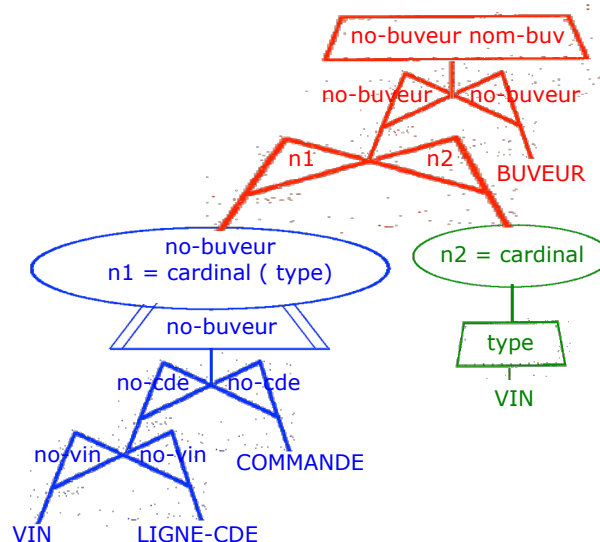 no-buveur nom-buv
no-buveur no-buveur
n1 n2
BUVEUR
no-buveur
n1 = cardinal ( type)
n2 = cardinal
no-buveur
type
VIN
no-cde no-cde
COMMANDE
no-vin no-vin
VIN LIGNE-CDE